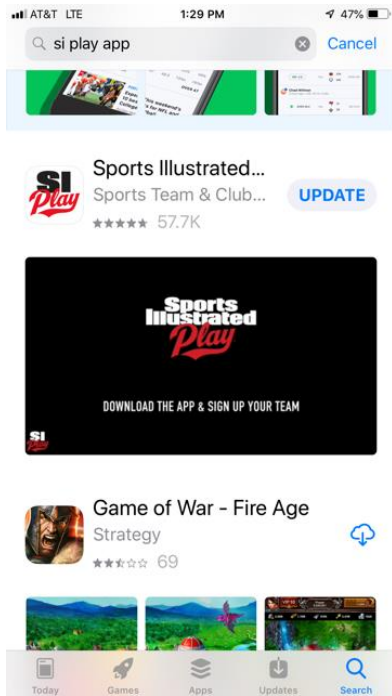 AT&T LTE 1:29 PM 47%
si play app Cancel
SI
Play
Sports Illustrated...
Sports Team & Club...
UPDATE
57.7K
Sports
Illustrated
Play
DOWNLOAD THE APP & SIGN UP YOUR TEAM
SI
Play
Game of War - Fire Age
Strategy
69
Today Games Apps Updates Search